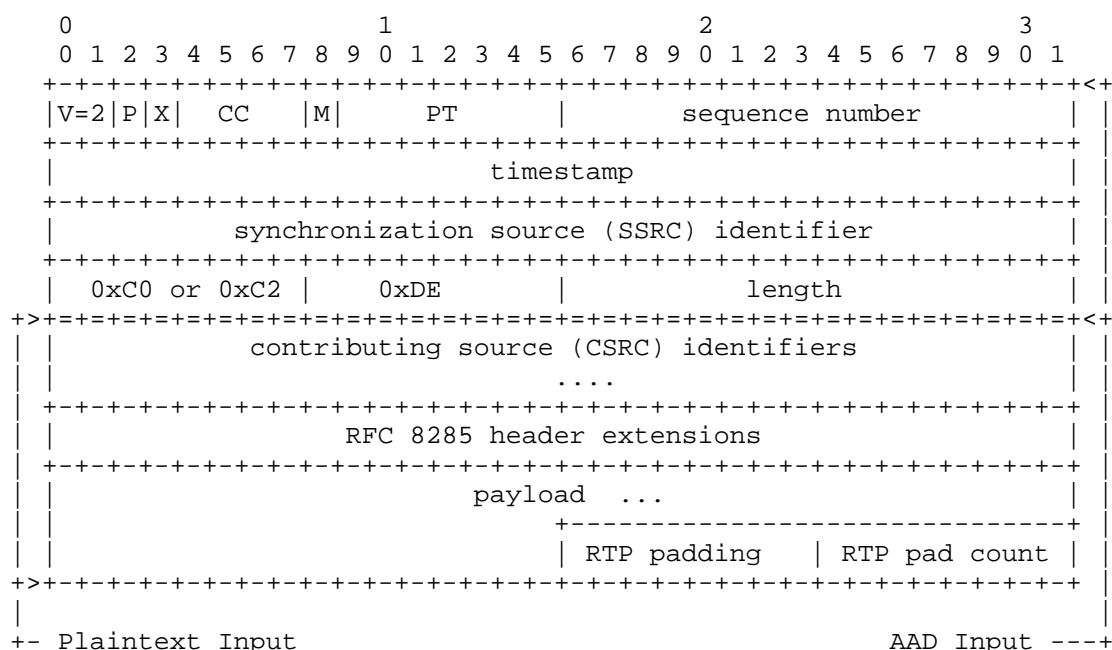 0                   1                   2                   3
 0 1 2 3 4 5 6 7 8 9 0 1 2 3 4 5 6 7 8 9 0 1 2 3 4 5 6 7 8 9 0 1
  +-+-+-+-+-+-+-+-+-+-+-+-+-+-+-+-+-+-+-+-+-+-+-+-+-+-+-+-+-+-+-+-+<+
  |V=2|P|X|  CC   |M|     PT      |       sequence number         | |
  +-+-+-+-+-+-+-+-+-+-+-+-+-+-+-+-+-+-+-+-+-+-+-+-+-+-+-+-+-+-+-+-+ |
  |                           timestamp                           | |
  +-+-+-+-+-+-+-+-+-+-+-+-+-+-+-+-+-+-+-+-+-+-+-+-+-+-+-+-+-+-+-+-+ |
  |           synchronization source (SSRC) identifier            | |
  +-+-+-+-+-+-+-+-+-+-+-+-+-+-+-+-+-+-+-+-+-+-+-+-+-+-+-+-+-+-+-+-+ |
  |  0xC0 or 0xC2 |    0xDE       |           length              | |
+>+=+=+=+=+=+=+=+=+=+=+=+=+=+=+=+=+=+=+=+=+=+=+=+=+=+=+=+=+=+=+=+=+<+
| |            contributing source (CSRC) identifiers             | |
| |                               ....                            | |
| +-+-+-+-+-+-+-+-+-+-+-+-+-+-+-+-+-+-+-+-+-+-+-+-+-+-+-+-+-+-+-+-+ |
| |                  RFC 8285 header extensions                   | |
| +-+-+-+-+-+-+-+-+-+-+-+-+-+-+-+-+-+-+-+-+-+-+-+-+-+-+-+-+-+-+-+-+ |
| |                          payload  ...                         | |
| |                               +-------------------------------+ |
| |                               | RTP padding   | RTP pad count | |
+>+-+-+-+-+-+-+-+-+-+-+-+-+-+-+-+-+-+-+-+-+-+-+-+-+-+-+-+-+-+-+-+-+ |
|                                                                   |
+- Plaintext Input                                     AAD Input ---+